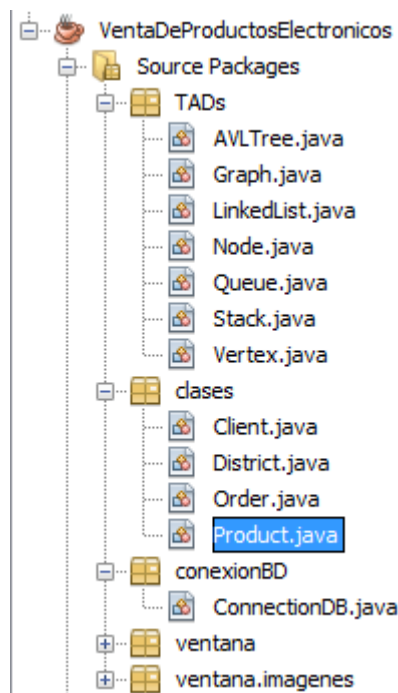 VentaDeProductosElectronicos
Source Packages
TADs
AVLTree.java
Graph.java
LinkedList.java
Node.java
Queue.java
Stack.java
Vertex.java
clases
Client.java
District.java
Order.java
Product.java
conexionBD
ConnectionDB.java
ventana
ventana.imagenes